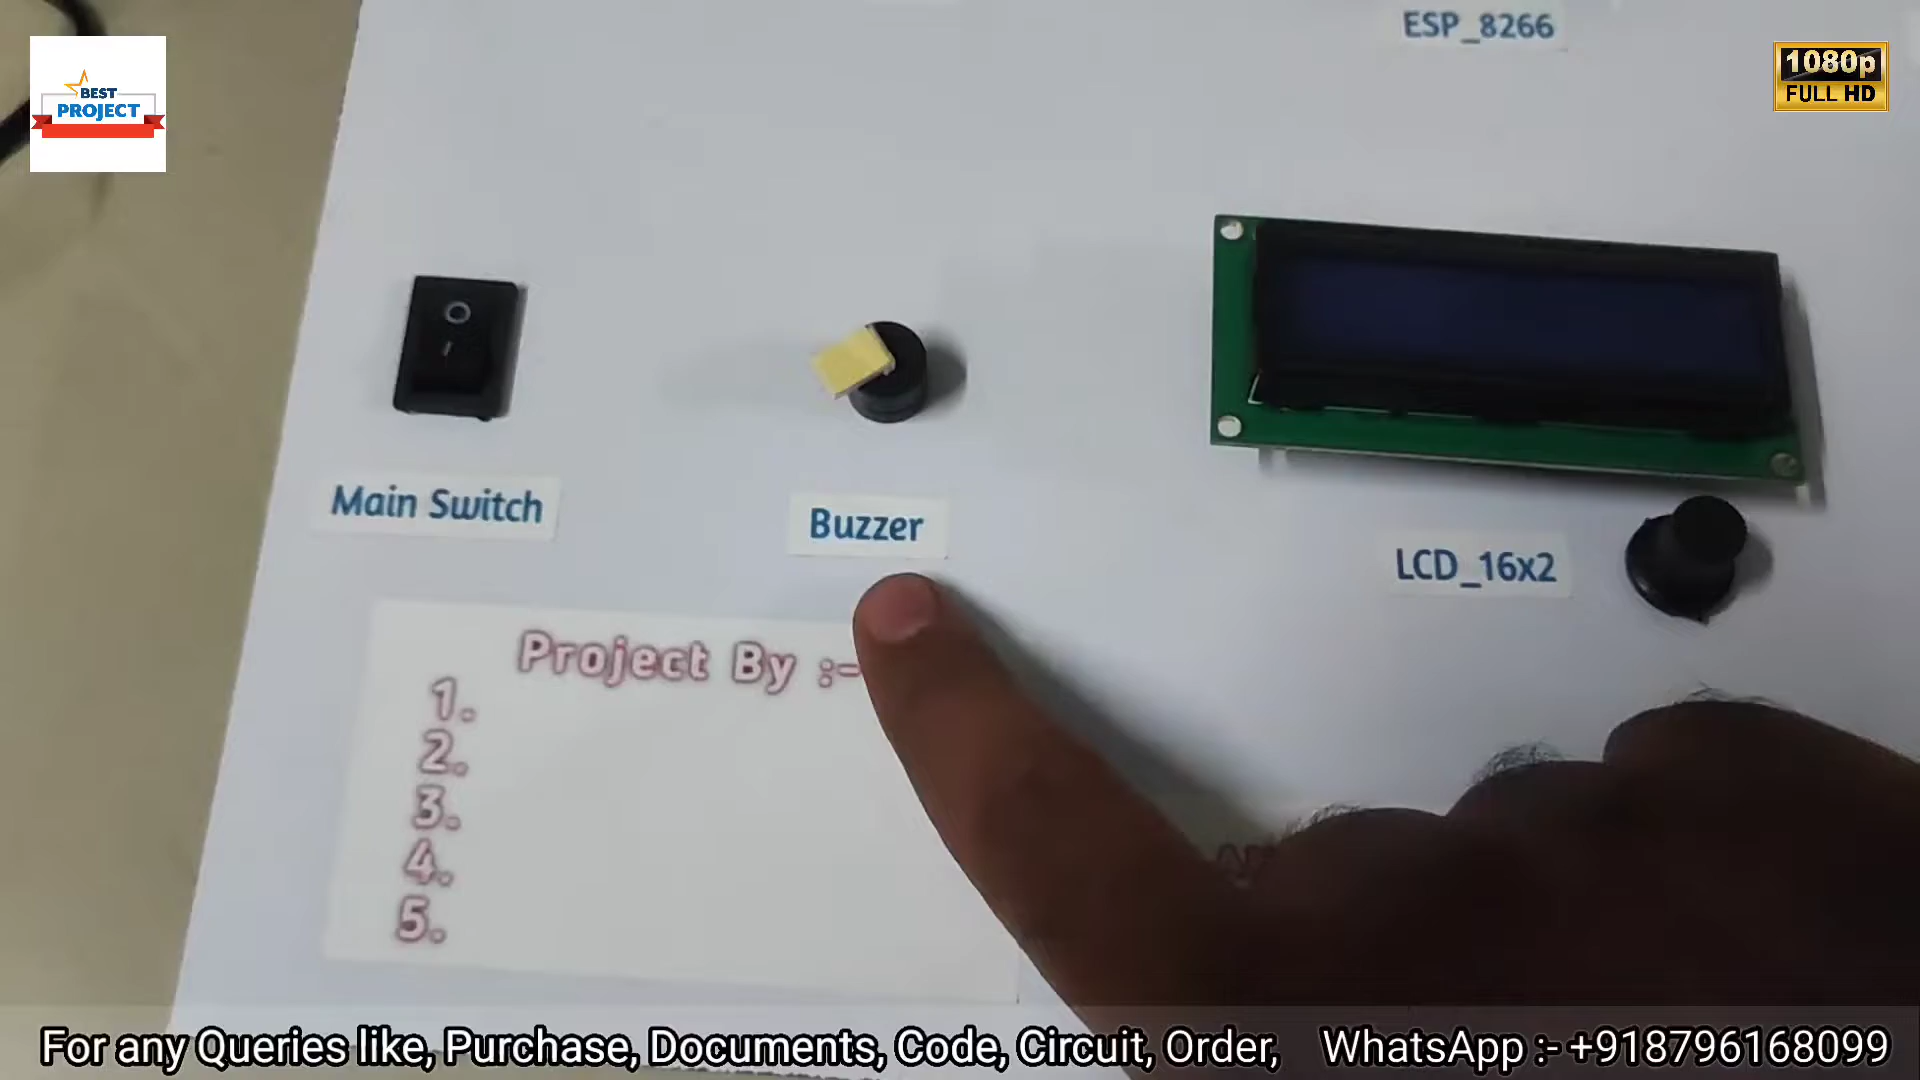 ESP_8266
BEST
PROJECT
1080p
FULL HD
Main Switch
Buzzer
LCD_16x2
Project By :-
1.
2.
3.
4.
5.
For any Queries like, Purchase, Documents, Code, Circuit, Order, WhatsApp :- +918796168099